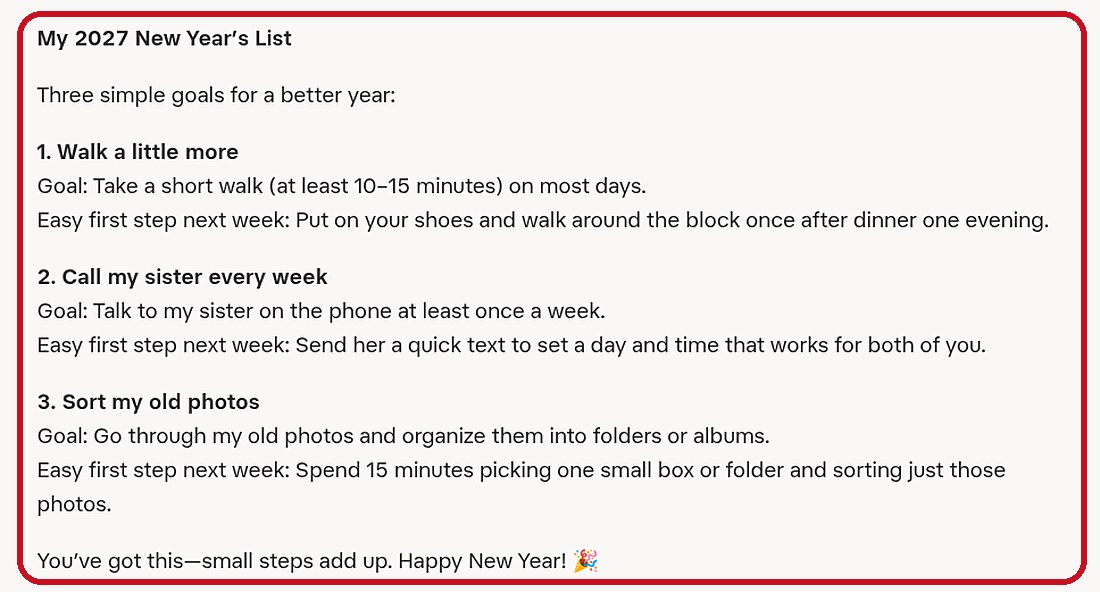 My 2027 New Year’s List
Three simple goals for a better year:
1. Walk a little more
Goal: Take a short walk (at least 10–15 minutes) on most days.
Easy first step next week: Put on your shoes and walk around the block once after dinner one evening.
2. Call my sister every week
Goal: Talk to my sister on the phone at least once a week.
Easy first step next week: Send her a quick text to set a day and time that works for both of you.
3. Sort my old photos
Goal: Go through my old photos and organize them into folders or albums.
Easy first step next week: Spend 15 minutes picking one small box or folder and sorting just those
photos.
You’ve got this—small steps add up. Happy New Year! 🎉